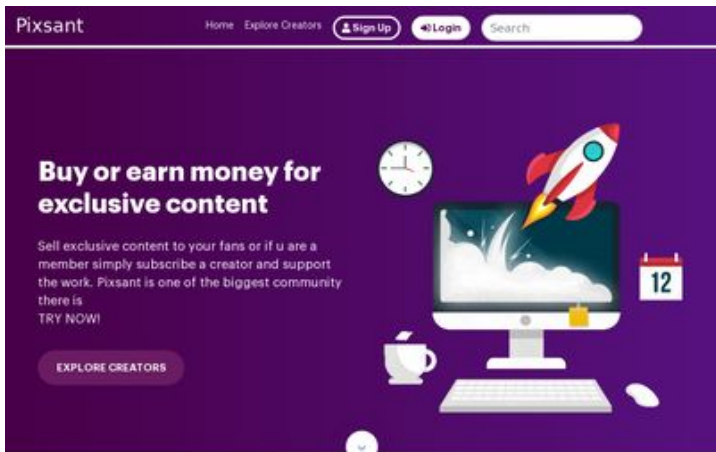 Pixsant
Home Explore Creators Sign Up Login Search
Buy or earn money for
exclusive content
Sell exclusive content to your fans or if u are a
member simply subscribe a creator and support
the work. Pixsant is one of the biggest community
there is
TRY NOW!
EXPLORE CREATORS
12